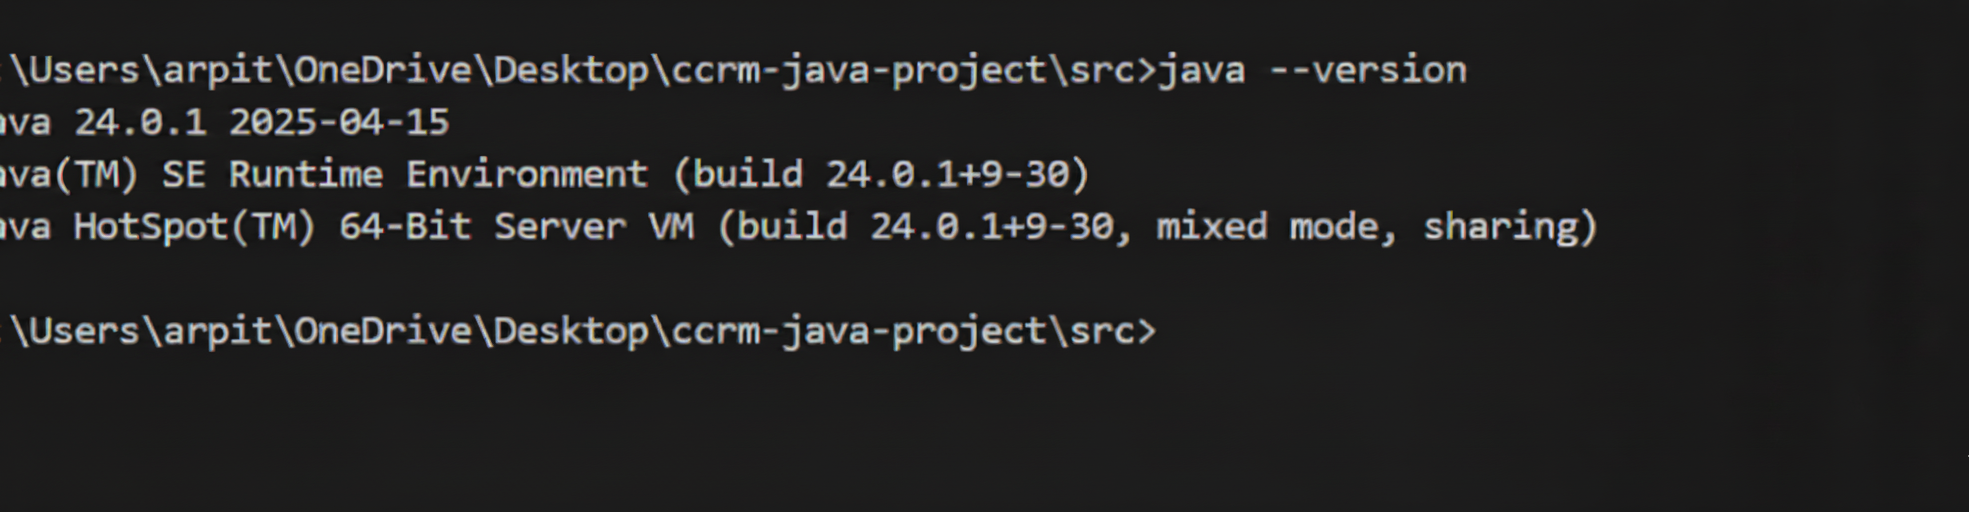 :\Users\arpit\OneDrive\Desktop\ccrm-java-project\src>java --version
ava 24.0.1 2025-04-15
ava(TM) SE Runtime Environment (build 24.0.1+9-30)
ava HotSpot(TM) 64-Bit Server VM (build 24.0.1+9-30, mixed mode, sharing)
:\Users\arpit\OneDrive\Desktop\ccrm-java-project\src>